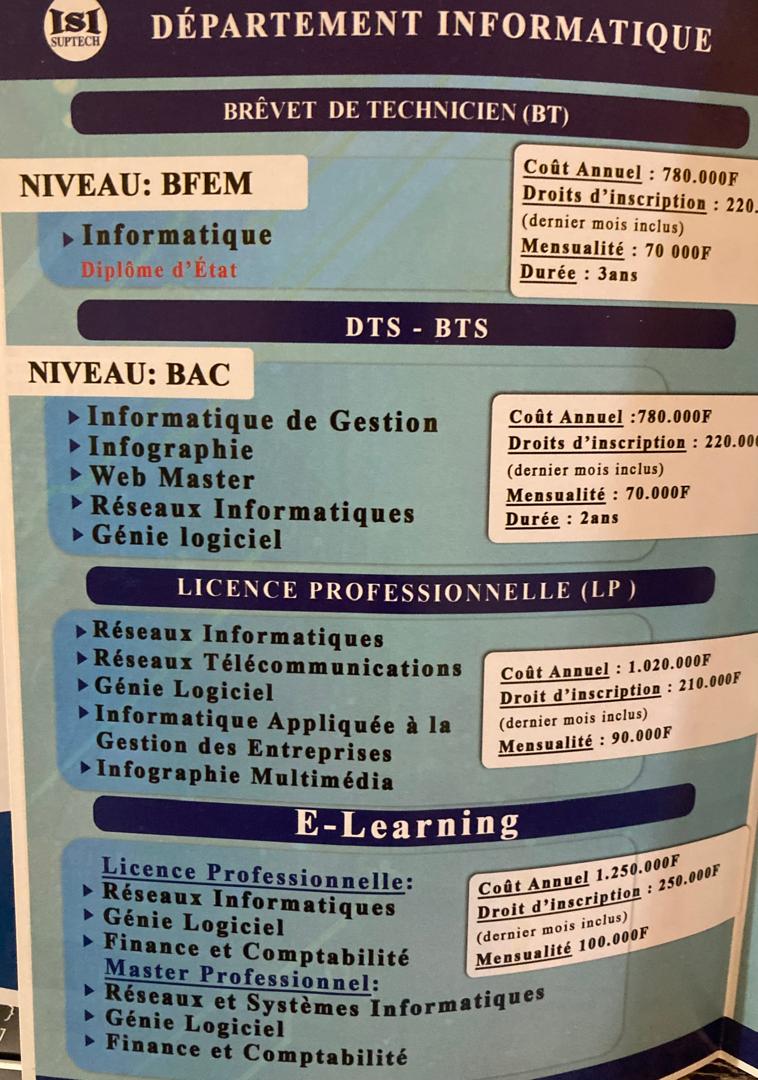 ISI
SUPTECH
DÉPARTEMENT INFORMATIQUE
BRÊVET DE TECHNICIEN (BT)
NIVEAU: BFEM
Informatique
Diplôme d'État
Coût Annuel : 780.000F
Droits d'inscription : 220.
(dernier mois inclus)
Mensualité : 70 000F
Durée : 3ans
DTS - BTS
NIVEAU: BAC
Informatique de Gestion
Infographie
Web Master
Réseaux Informatiques
Génie logiciel
Coût Annuel :780.000F
Droits d'inscription : 220.00
(dernier mois inclus)
Mensualité : 70.000F
Durée : 2ans
LICENCE PROFESSIONNELLE (LP )
Réseaux Informatiques
Réseaux Télécommunications
Génie Logiciel
Informatique Appliquée à la
Gestion des Entreprises
Infographie Multimédia
Coût Annuel : 1.020.000F
Droit d'inscription : 210.000F
(dernier mois inclus)
Mensualité : 90.000F
E-Learning
Licence Professionnelle:
Réseaux Informatiques
Génie Logiciel
Finance et Comptabilité
Master Professionnel:
Réseaux et Systèmes Informatiques
Génie Logiciel
Finance et Comptabilité
Coût Annuel 1.250.000F
Droit d'inscription : 250.000F
(dernier mois inclus)
Mensualité 100.000F